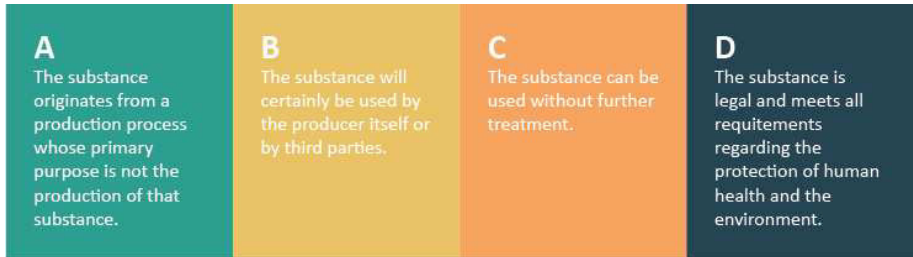 A
The substance
originates from a
production process
whose primary
purpose is not the
production of that
substance.
B
The substance will
certainly be used by
the producer itself or
by third parties.
C
The substance can be
used without further
treatment.
D
The substance is
legal and meets all
requitements
regarding the
protection of human
health and the
environment.